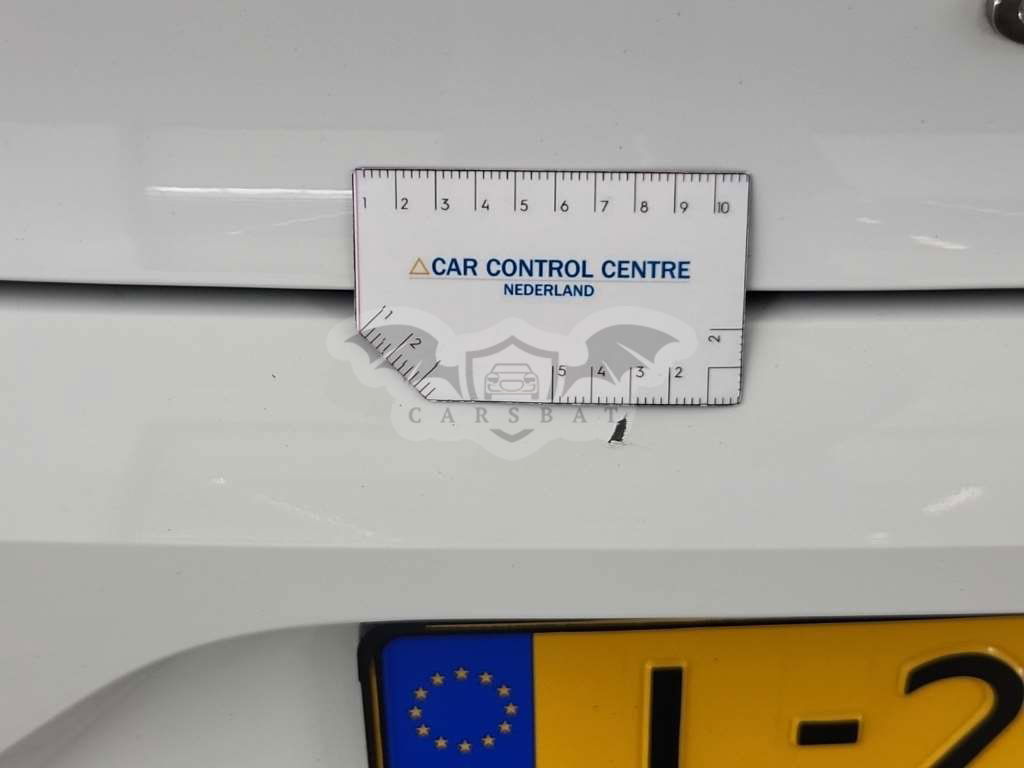 1 2 3 4 5 6 7 8 9 10
CAR CONTROL CENTRE
NEDERLAND
1 2
2
5 4 3 2
CARSBAT
-2